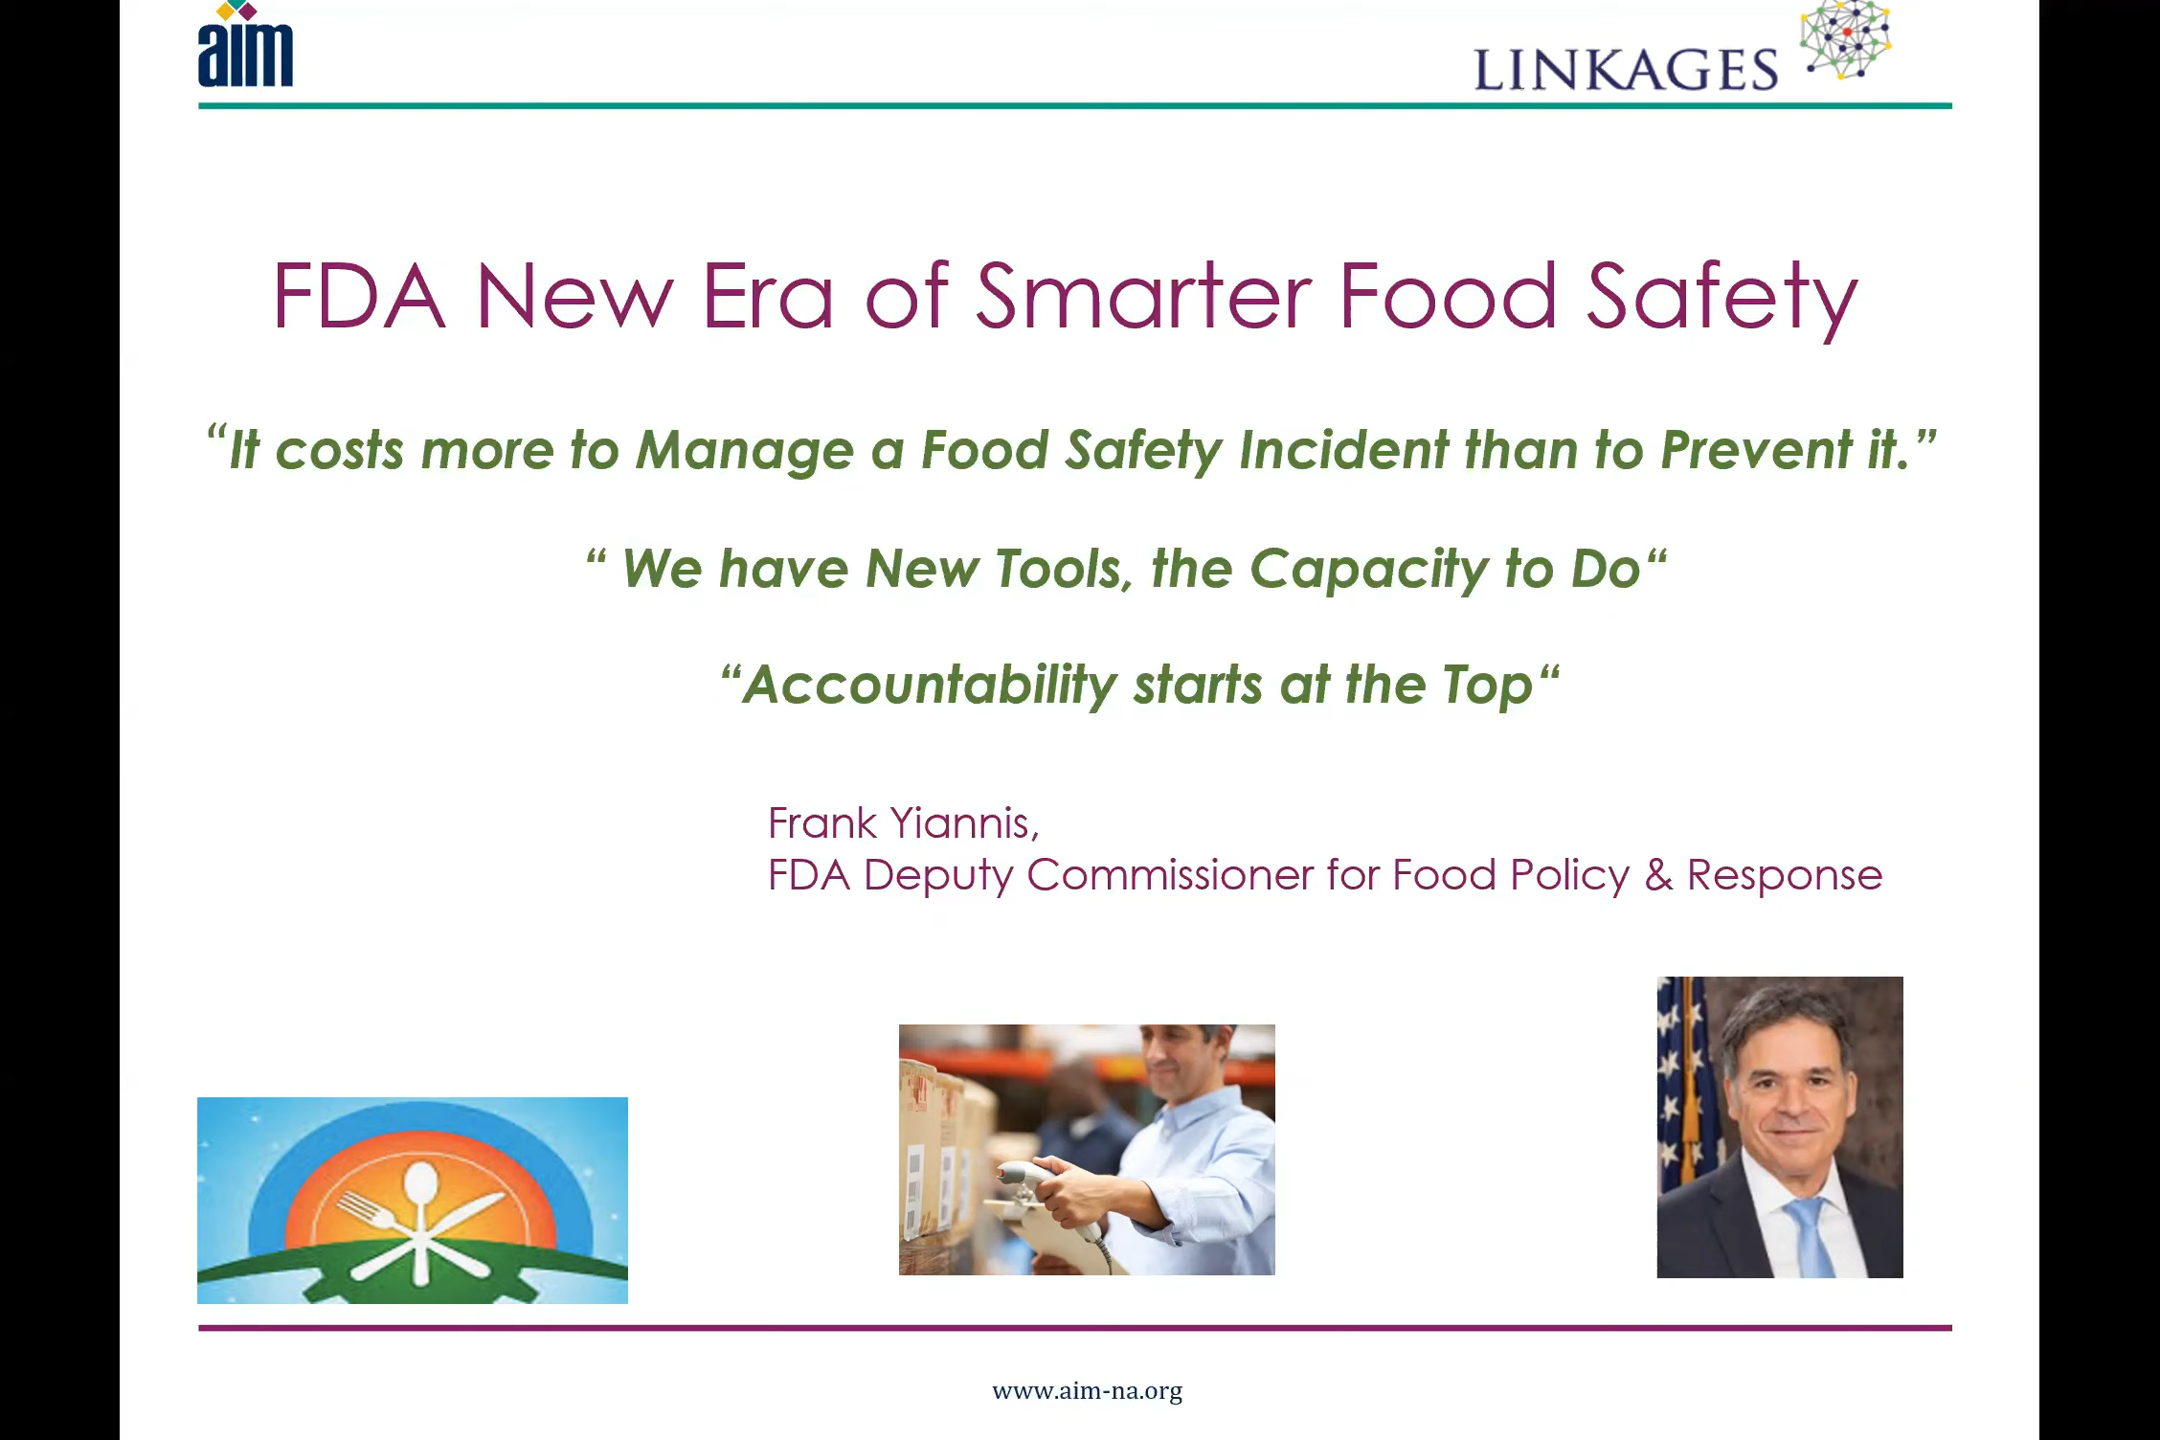 aim
LINKAGES
FDA New Era of Smarter Food Safety
“It costs more to Manage a Food Safety Incident than to Prevent it.”
“ We have New Tools, the Capacity to Do“
“Accountability starts at the Top“
Frank Yiannis,
FDA Deputy Commissioner for Food Policy & Response
www.aim-na.org